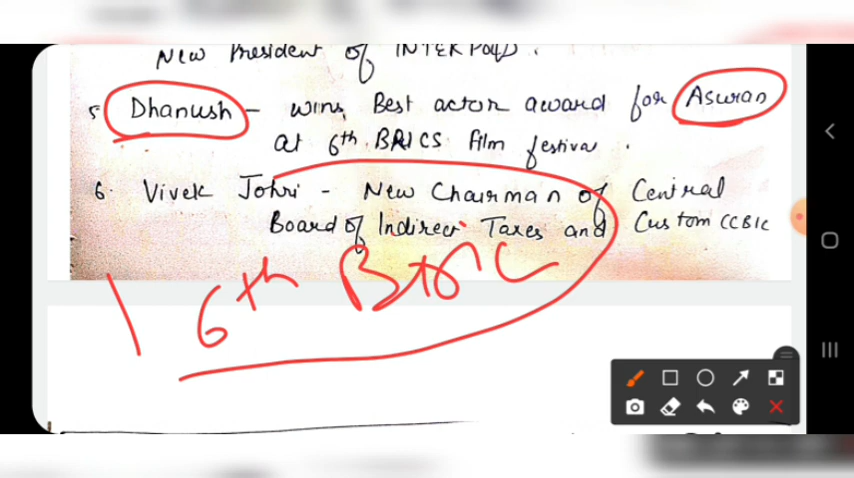 New President of INTERPOLD.
5 Dhanush - wins, Best actor award for Asuran
at 6th BRICS film festival.
6. Vivek Johri - New Chairman of Central
Board of Indirect Taxes and Custom CCBIC
6th Bric